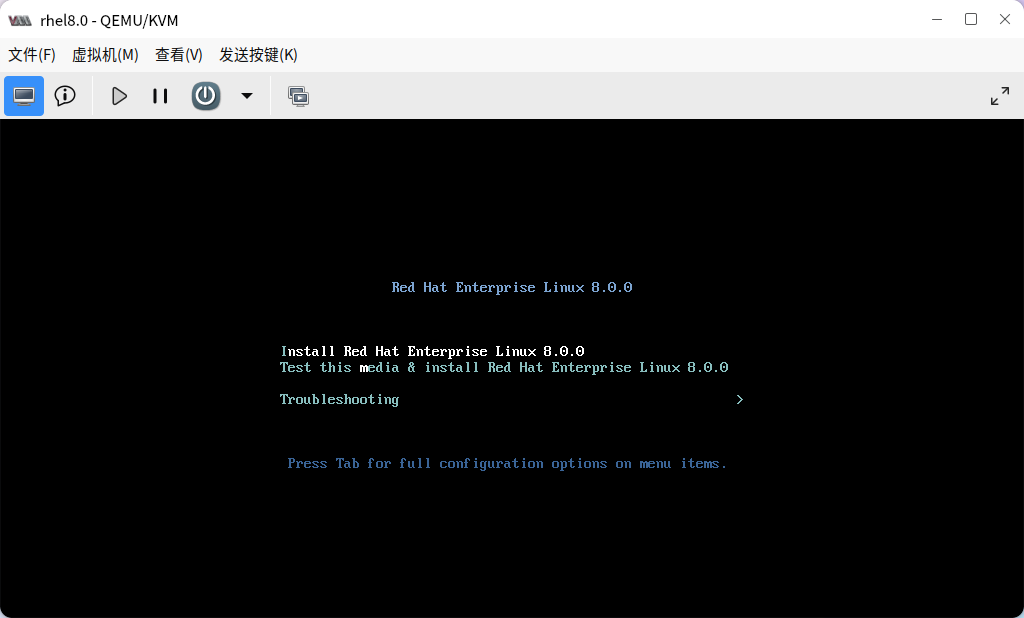 rhel8.0 - QEMU/KVM
文件(F) 虚拟机(M) 查看(V) 发送按键(K)
Red Hat Enterprise Linux 8.0.0
Install Red Hat Enterprise Linux 8.0.0
Test this media & install Red Hat Enterprise Linux 8.0.0
Troubleshooting >
Press Tab for full configuration options on menu items.